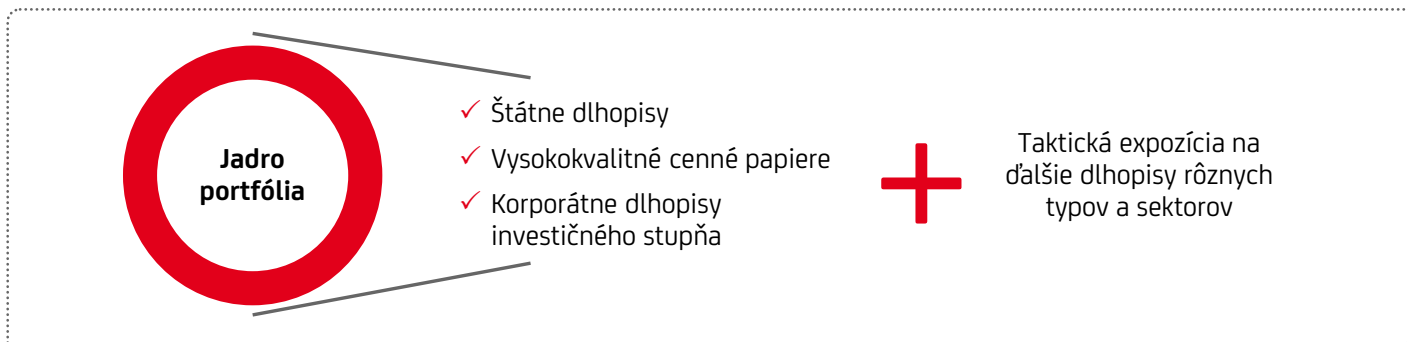 Jadro
portfólia
Štátne dlhopisy
Vysokokvalitné cenné papiere
Korporátne dlhopisy
investičného stupňa
Taktická expozícia na
ďalšie dlhopisy rôznych
typov a sektorov